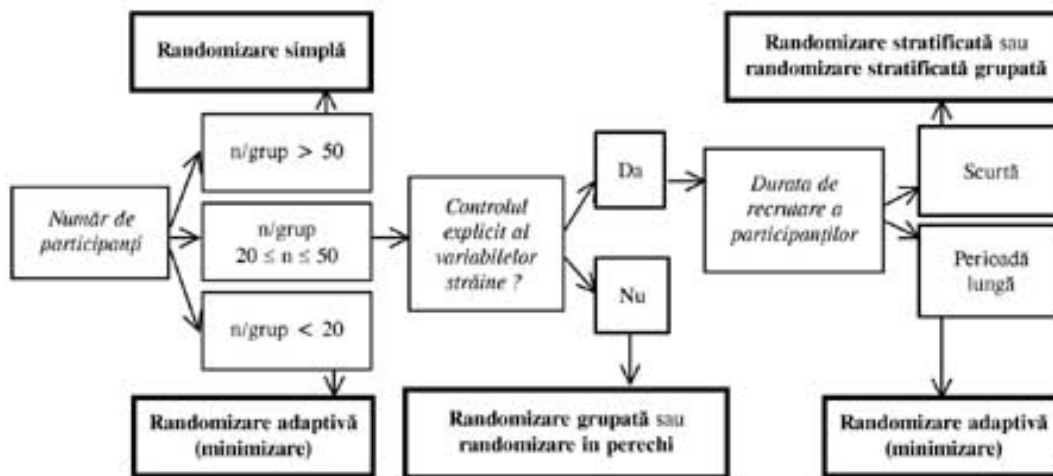 Randomizare simplă
Randomizare stratificată sau
randomizare stratificată grupată
n/grup > 50
Număr de
participanți
n/grup
20 ≤ n ≤ 50
n/grup < 20
Controlul
explicit al
variabilelor
străine ?
Da
Nu
Durata de
recrutare a
participanților
Scurtă
Perioadă
lungă
Randomizare adaptivă
(minimizare)
Randomizare grupată sau
randomizare în perechi
Randomizare adaptivă
(minimizare)